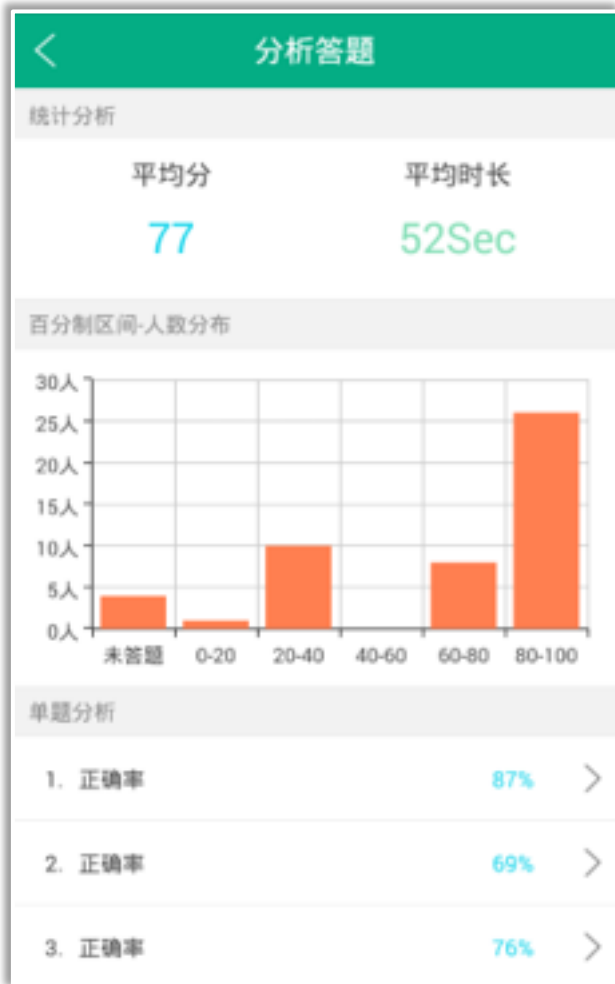 分析答题
统计分析
平均分 平均时长
77 52Sec
百分制区间-人数分布
30人
25人
20人
15人
10人
5人
0人
未答题 0-20 20-40 40-60 60-80 80-100
单题分析
1. 正确率 87%
2. 正确率 69%
3. 正确率 76%